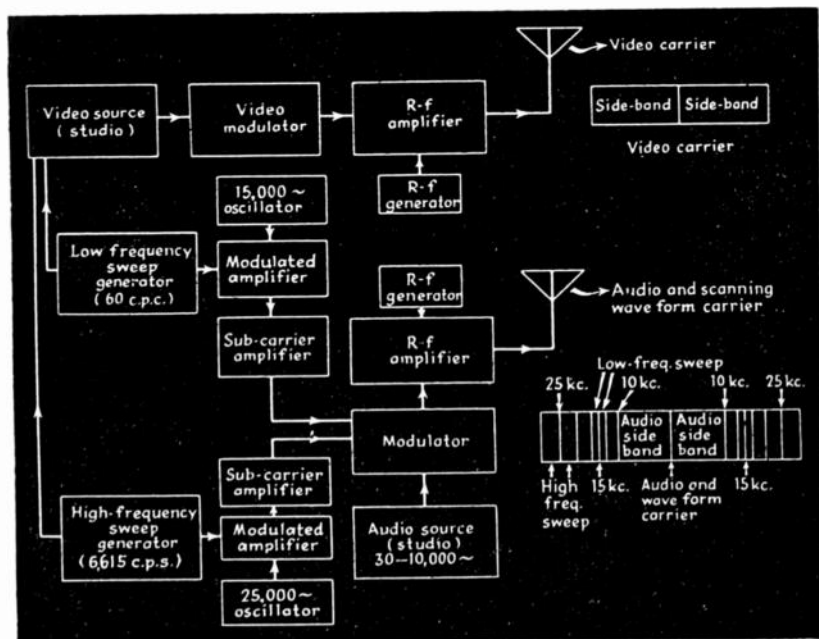 Video carrier
Video source
(studio)
Video
modulator
R-f
amplifier
Side-band
Side-band
Video carrier
R-f
generator
15,000 ~
oscillator
Low frequency
sweep
generator
(60 c.p.c.)
Modulated
amplifier
R-f
generator
Audio and scanning
wave form carrier
Sub-carrier
amplifier
R-f
amplifier
Low-freq. sweep
25 kc.
10 kc.
10 kc.
25 kc.
Audio
side
band
Audio
side
band
Modulator
Sub-carrier
amplifier
High
freq.
sweep
15 kc.
Audio and
wave form
carrier
15 kc.
High-frequency
sweep
generator
(6,615 c.p.s.)
Modulated
amplifier
Audio source
(studio)
30–10,000 ~
25,000 ~
oscillator